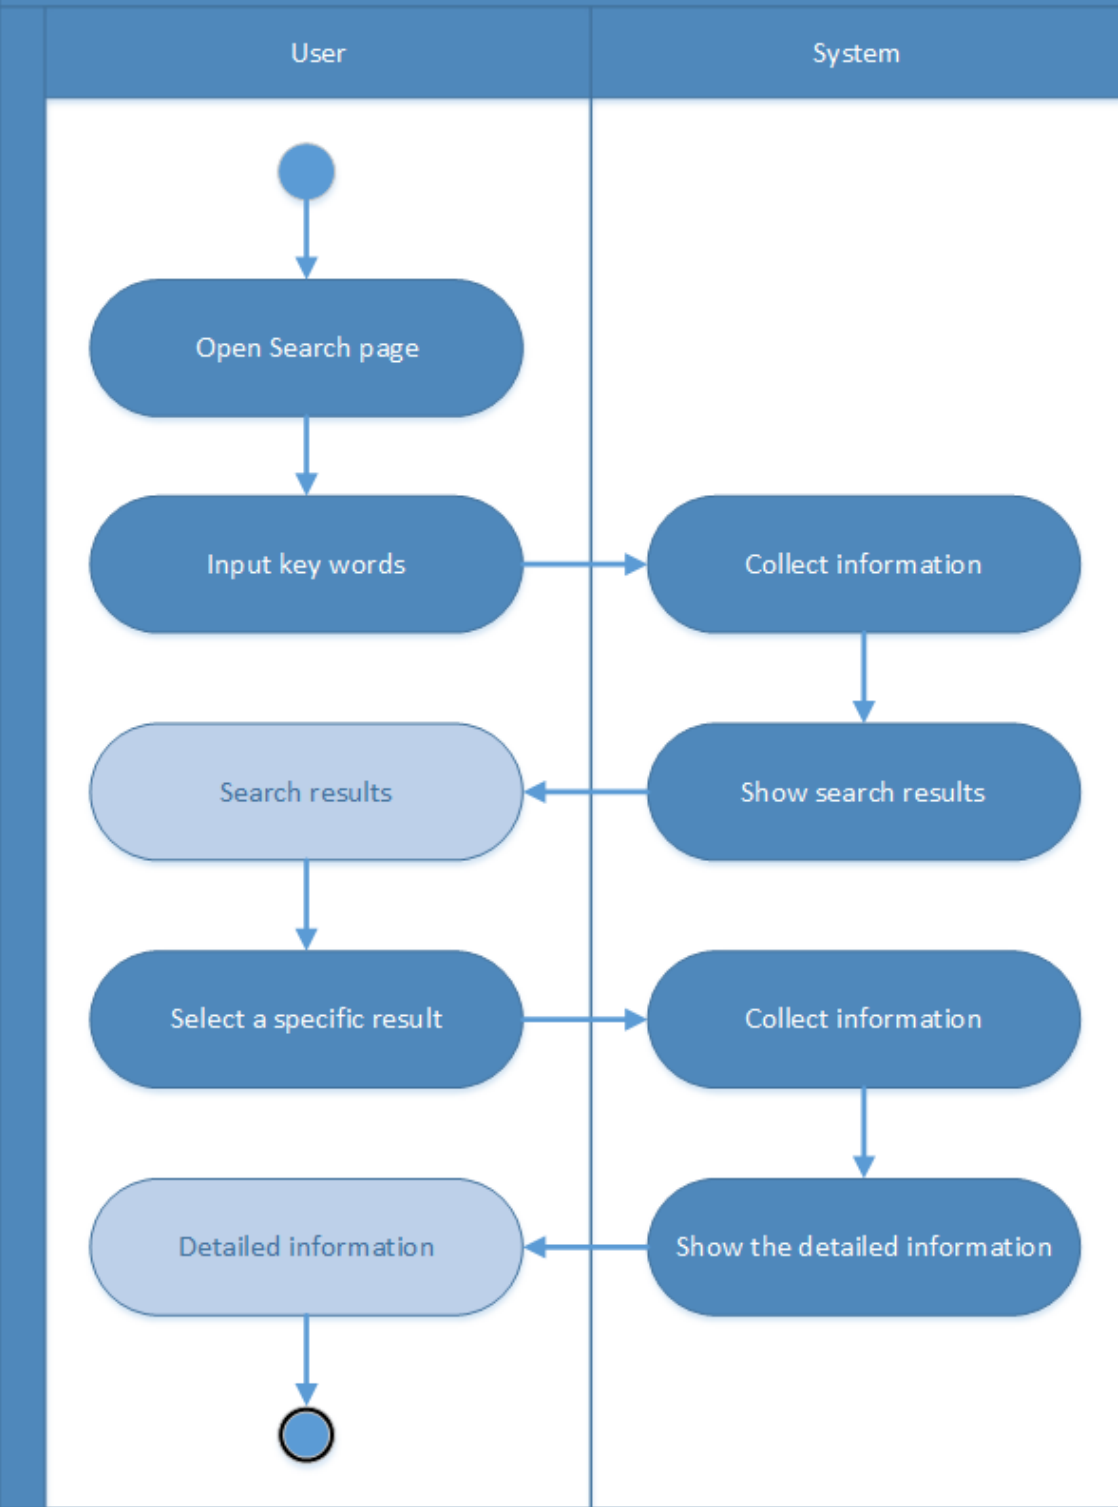 User
System
Open Search page
Input key words
Collect information
Search results
Show search results
Select a specific result
Collect information
Detailed information
Show the detailed information